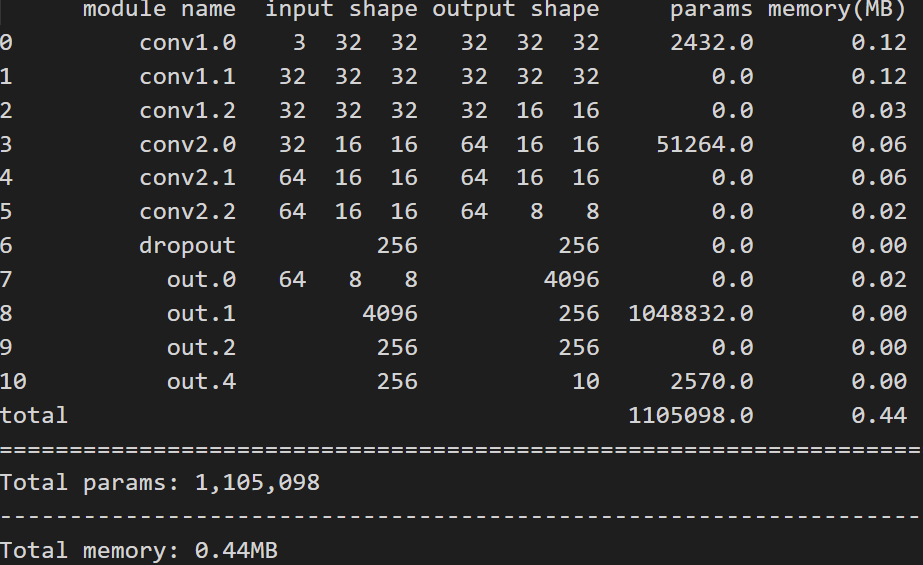 module name input shape output shape params memory(MB)
0 conv1.0 3 32 32 32 32 32 2432.0 0.12
1 conv1.1 32 32 32 32 32 32 0.0 0.12
2 conv1.2 32 32 32 32 16 16 0.0 0.03
3 conv2.0 32 16 16 64 16 16 51264.0 0.06
4 conv2.1 64 16 16 64 16 16 0.0 0.06
5 conv2.2 64 16 16 64 8 8 0.0 0.02
6 dropout 256 256 0.0 0.00
7 out.0 64 8 8 4096 0.0 0.02
8 out.1 4096 256 1048832.0 0.00
9 out.2 256 256 0.0 0.00
10 out.4 256 10 2570.0 0.00
total 1105098.0 0.44
==================================================================
Total params: 1,105,098
------------------------------------------------------------------
Total memory: 0.44MB